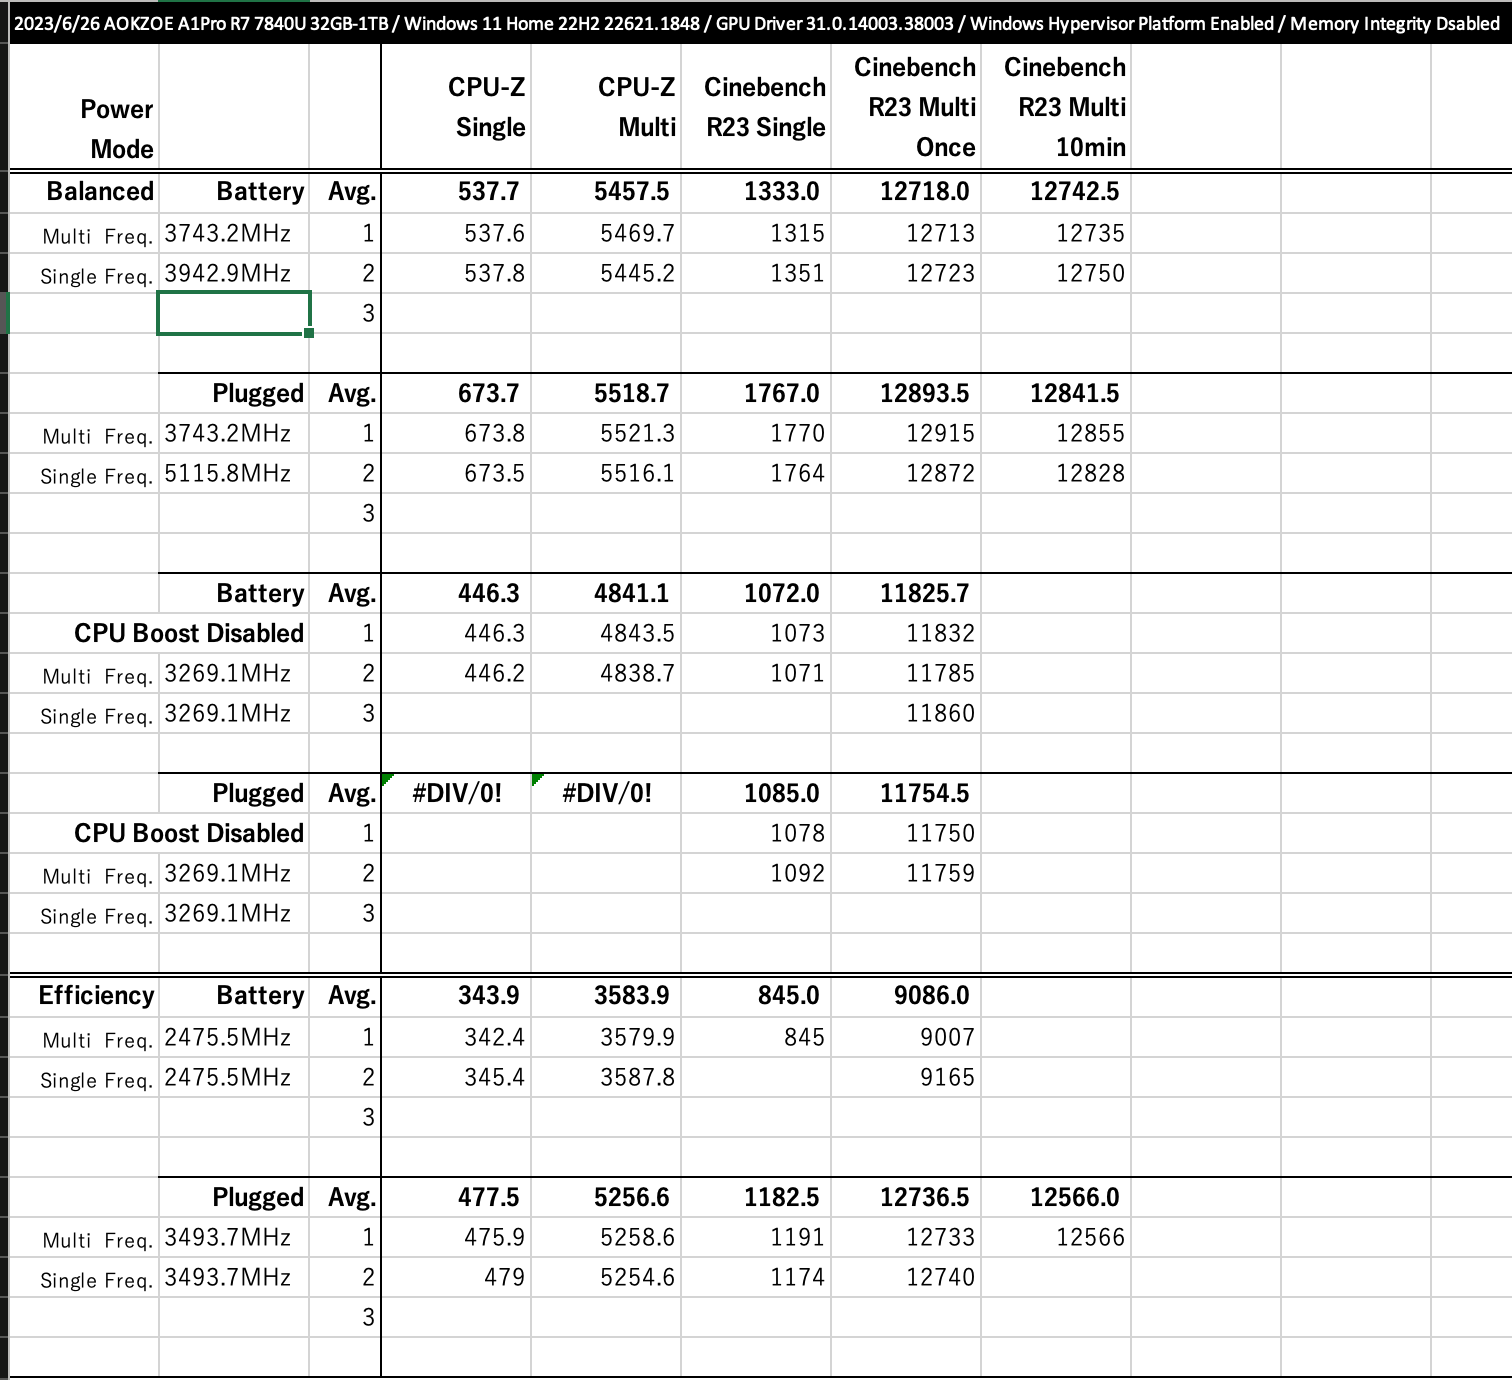 2023/6/26 AOKZOE A1Pro R7 7840U 32GB-1TB / Windows 11 Home 22H2 22621.1848 / GPU Driver 31.0.14003.38003 / Windows Hypervisor Platform Enabled / Memory Integrity Dsabled
Power Mode CPU-Z Single CPU-Z Multi Cinebench R23 Single Cinebench R23 Multi Once Cinebench R23 Multi 10min
Balanced Battery Avg. 537.7 5457.5 1333.0 12718.0 12742.5
Multi Freq. 3743.2MHz 1 537.6 5469.7 1315 12713 12735
Single Freq. 3942.9MHz 2 537.8 5445.2 1351 12723 12750
3
Plugged Avg. 673.7 5518.7 1767.0 12893.5 12841.5
Multi Freq. 3743.2MHz 1 673.8 5521.3 1770 12915 12855
Single Freq. 5115.8MHz 2 673.5 5516.1 1764 12872 12828
3
Battery Avg. 446.3 4841.1 1072.0 11825.7
CPU Boost Disabled 1 446.3 4843.5 1073 11832
Multi Freq. 3269.1MHz 2 446.2 4838.7 1071 11785
Single Freq. 3269.1MHz 3 11860
Plugged Avg. #DIV/0! #DIV/0! 1085.0 11754.5
CPU Boost Disabled 1 1078 11750
Multi Freq. 3269.1MHz 2 1092 11759
Single Freq. 3269.1MHz 3
Efficiency Battery Avg. 343.9 3583.9 845.0 9086.0
Multi Freq. 2475.5MHz 1 342.4 3579.9 845 9007
Single Freq. 2475.5MHz 2 345.4 3587.8 9165
3
Plugged Avg. 477.5 5256.6 1182.5 12736.5 12566.0
Multi Freq. 3493.7MHz 1 475.9 5258.6 1191 12733 12566
Single Freq. 3493.7MHz 2 479 5254.6 1174 12740
3